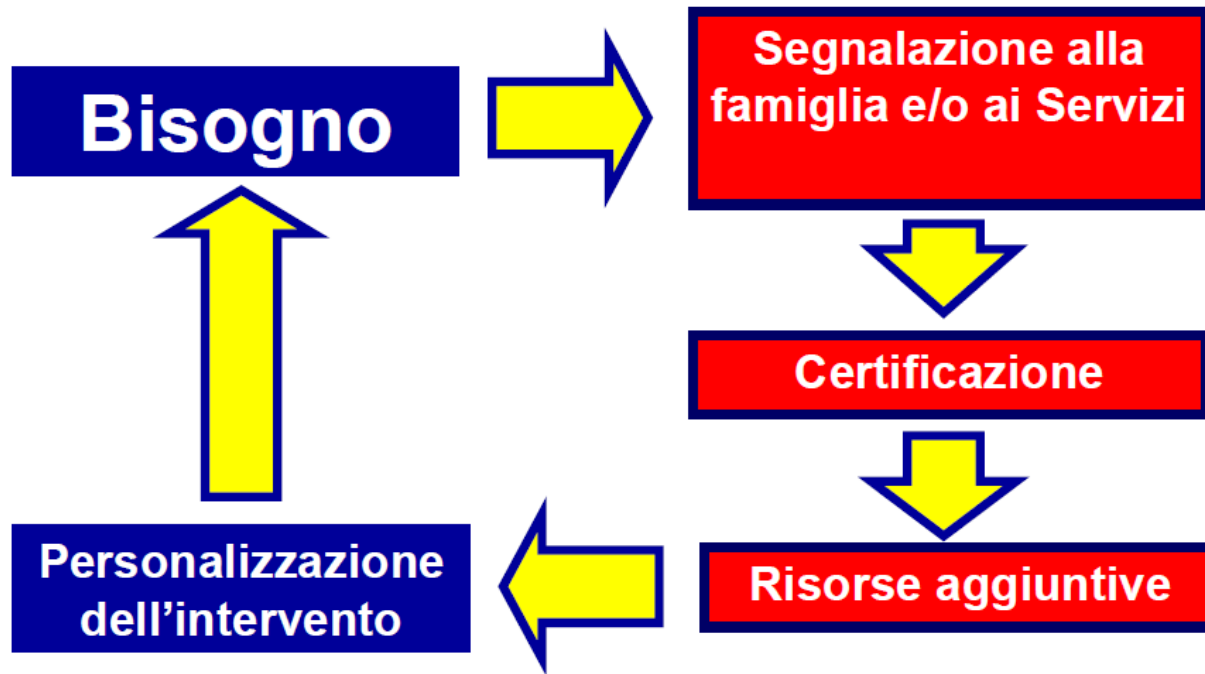 Bisogno
Segnalazione alla
famiglia e/o ai Servizi
Certificazione
Risorse aggiuntive
Personalizzazione
dell’intervento